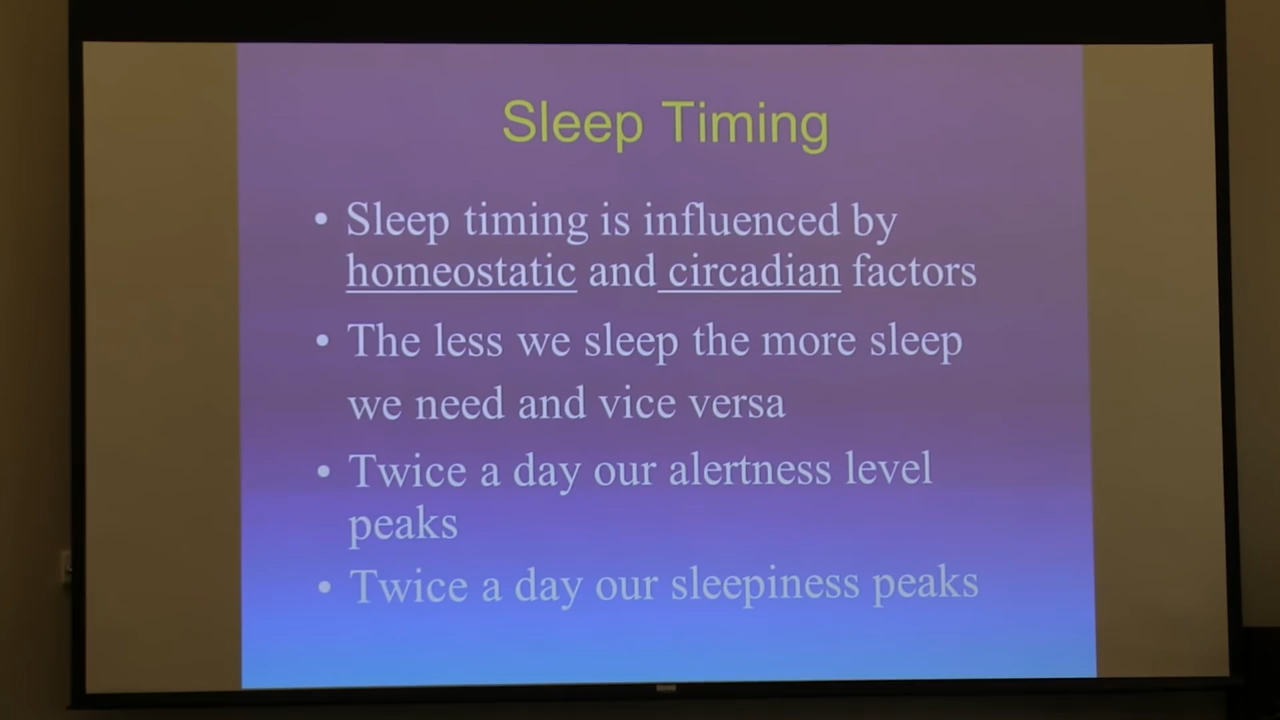 Sleep Timing
• Sleep timing is influenced by
homeostatic and circadian factors
• The less we sleep the more sleep
we need and vice versa
• Twice a day our alertness level
peaks
• Twice a day our sleepiness peaks